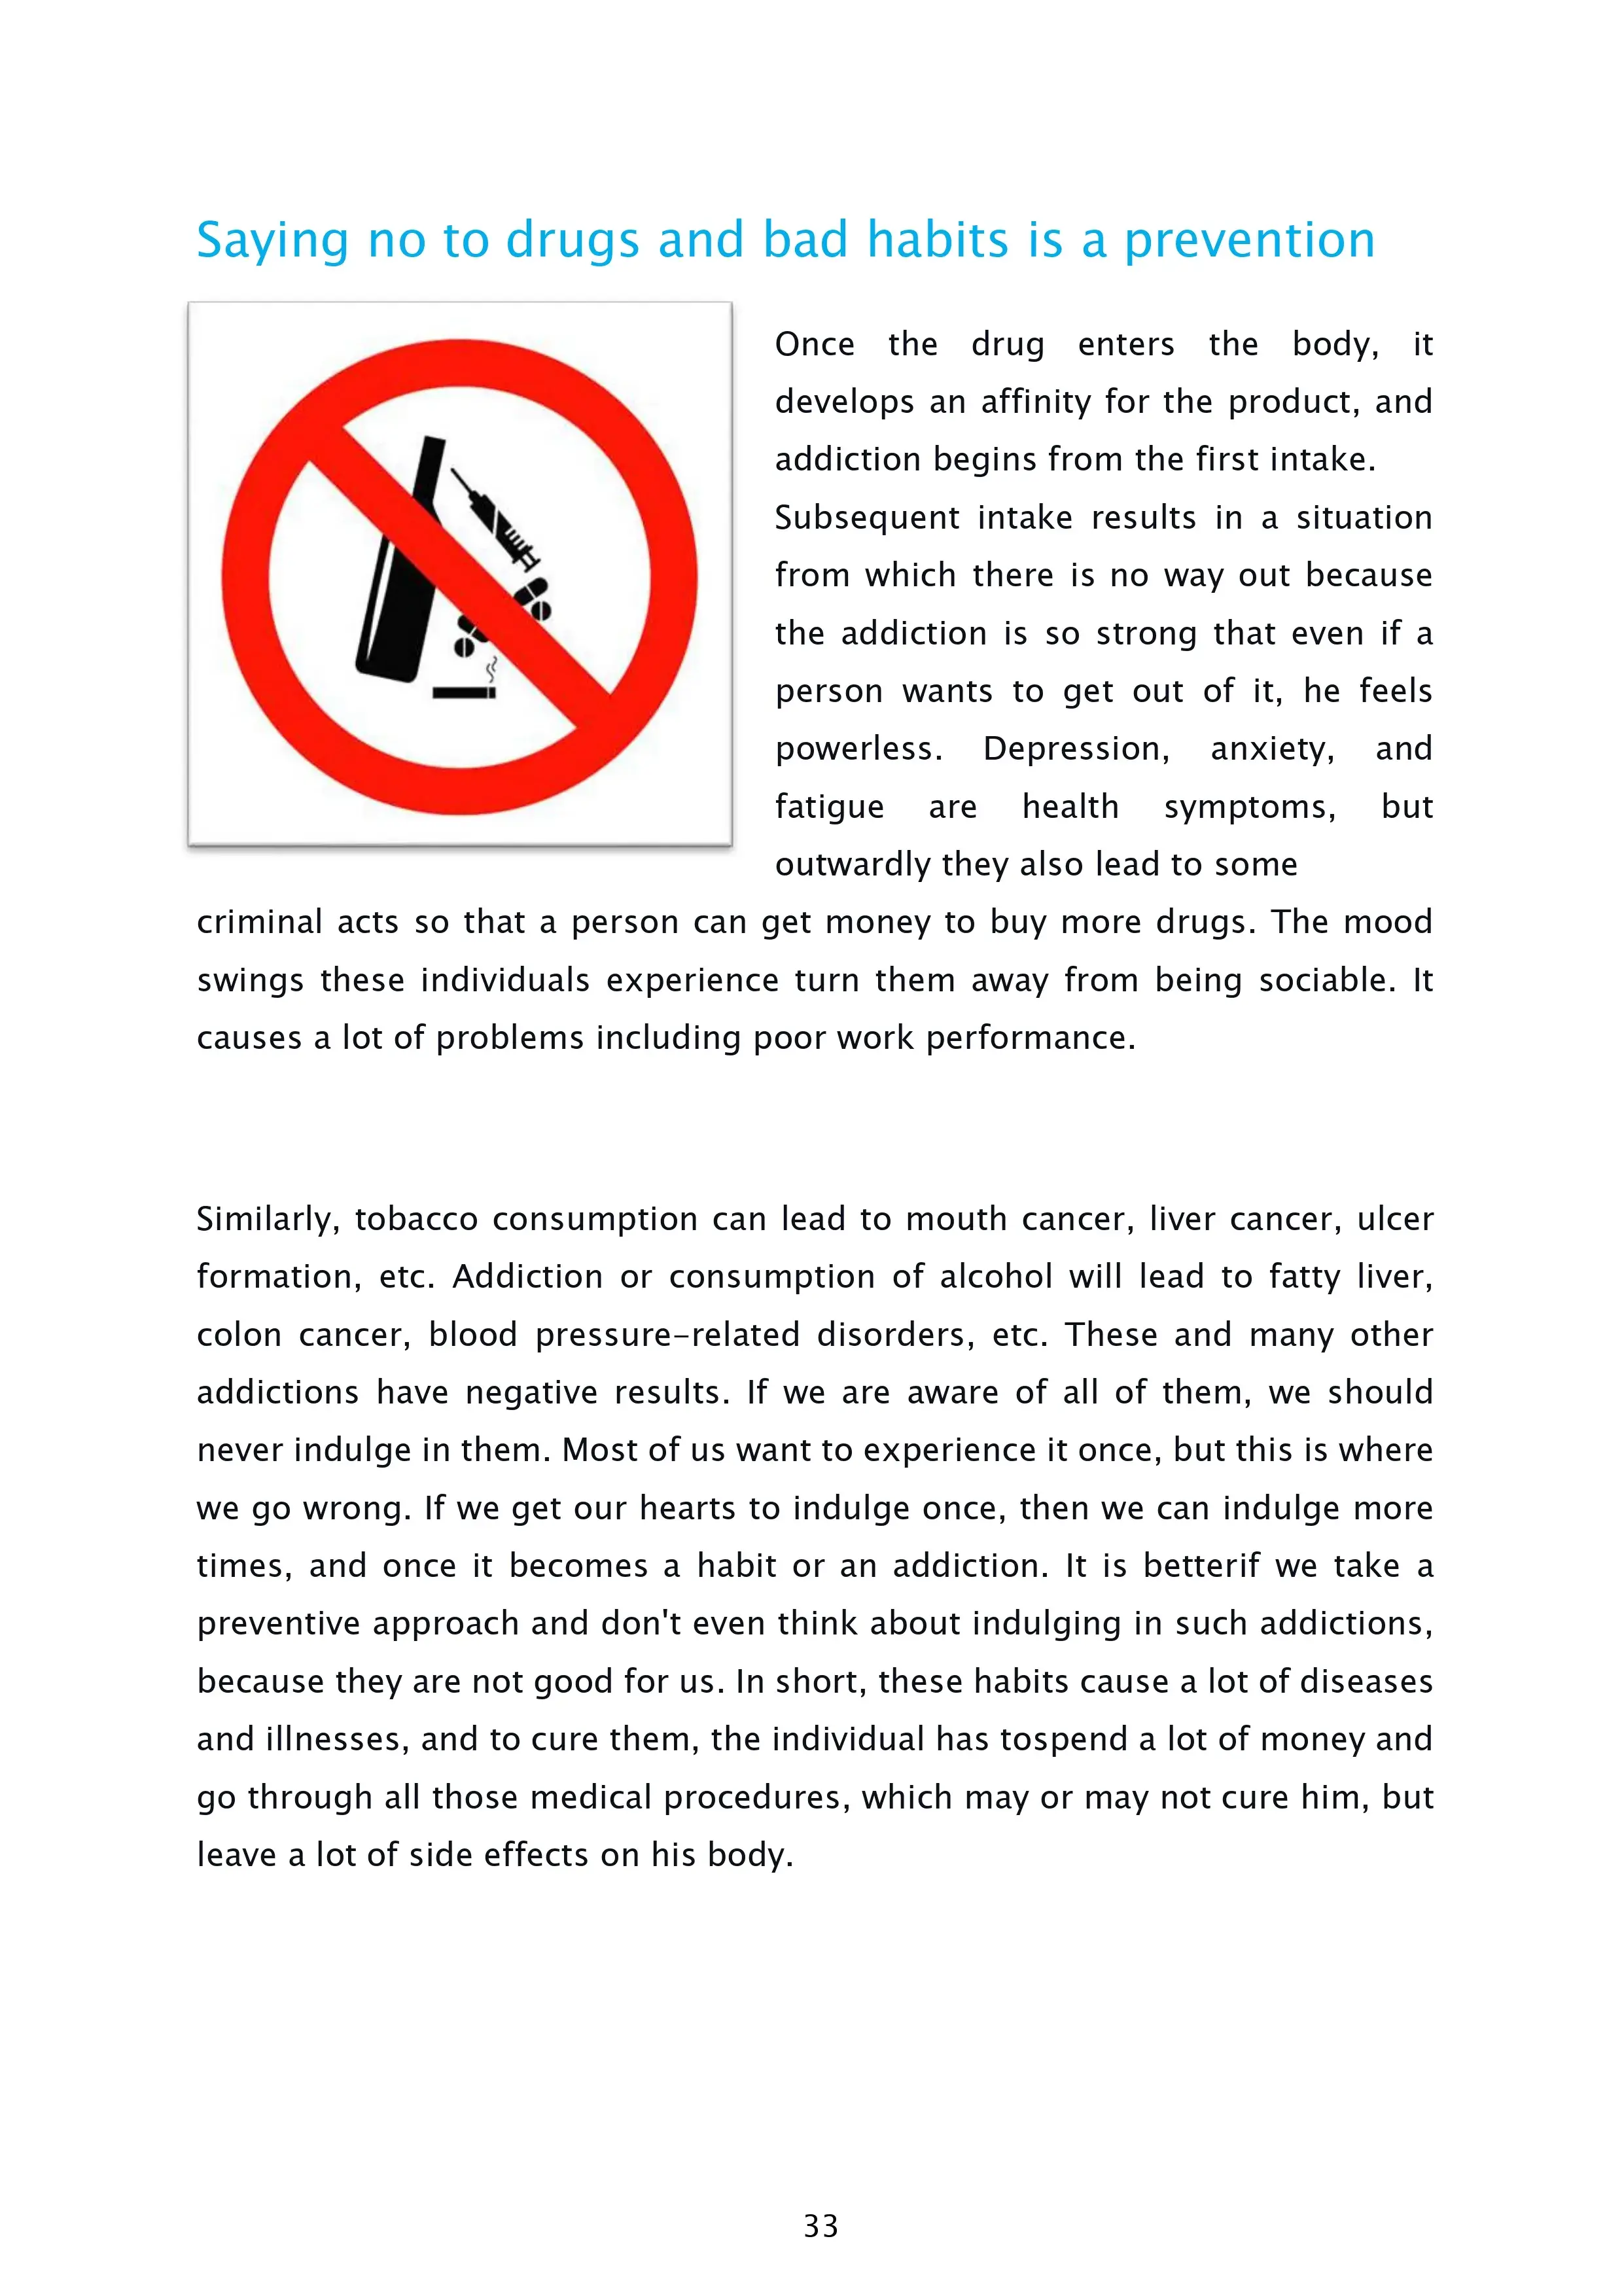 Saying no to drugs and bad habits is a prevention
Once the drug enters the body, it
develops an affinity for the product, and
addiction begins from the first intake.
Subsequent intake results in a situation
from which there is no way out because
the addiction is so strong that even if a
person wants to get out of it, he feels
powerless. Depression, anxiety, and
fatigue are health symptoms, but
outwardly they also lead to some
criminal acts so that a person can get money to buy more drugs. The mood
swings these individuals experience turn them away from being sociable. It
causes a lot of problems including poor work performance.
Similarly, tobacco consumption can lead to mouth cancer, liver cancer, ulcer
formation, etc. Addiction or consumption of alcohol will lead to fatty liver,
colon cancer, blood pressure-related disorders, etc. These and many other
addictions have negative results. If we are aware of all of them, we should
never indulge in them. Most of us want to experience it once, but this is where
we go wrong. If we get our hearts to indulge once, then we can indulge more
times, and once it becomes a habit or an addiction. It is betterif we take a
preventive approach and don't even think about indulging in such addictions,
because they are not good for us. In short, these habits cause a lot of diseases
and illnesses, and to cure them, the individual has tospend a lot of money and
go through all those medical procedures, which may or may not cure him, but
leave a lot of side effects on his body.
33